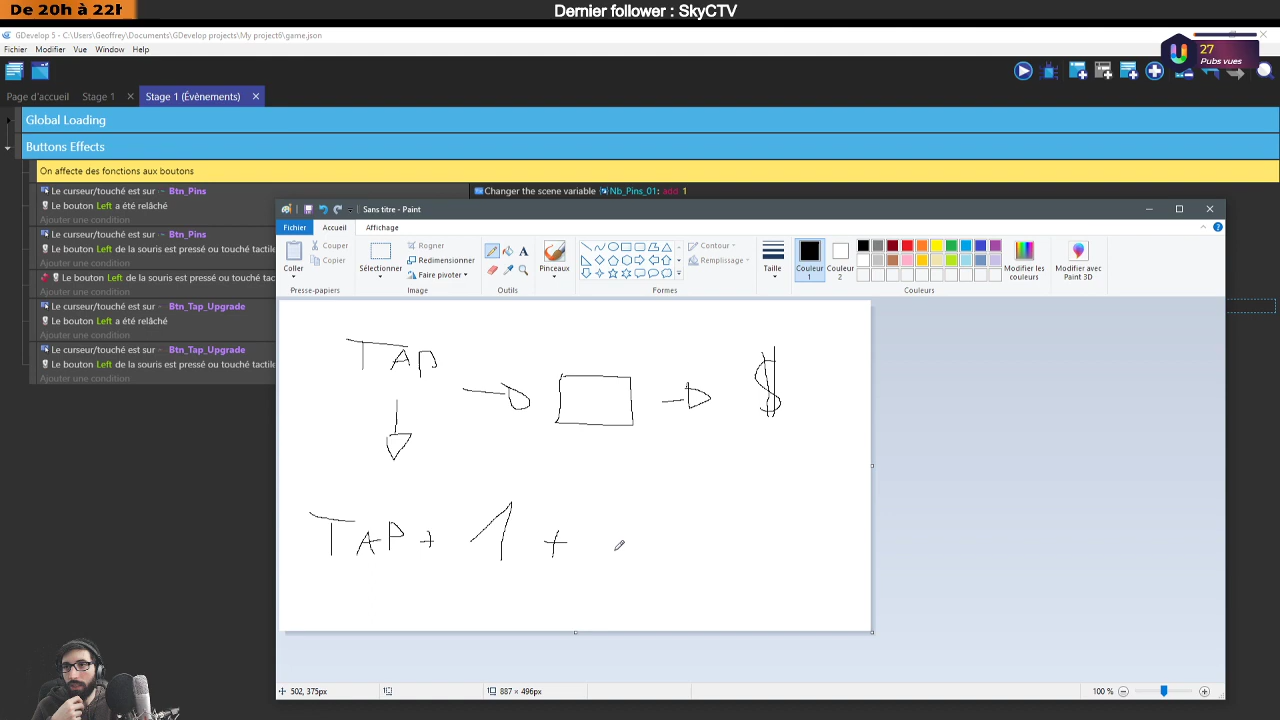 De 20h à 22h
Dernier follower : SkyCTV
GDevelop 5 - C:\Users\Geoffrey\Documents\GDevelop projects\My project6\game.json
Fichier Modifier Vue Window Help
27
Pubs vues
Page d'accueil Stage 1 Stage 1 (Évènements)
Global Loading
Buttons Effects
On affecte des fonctions aux boutons
Le curseur/touché est sur Btn_Pins
Changer the scene variable Nb_Pins_01: add 1
Le bouton Left a été relâché
Ajouter une condition
Le curseur/touché est sur Btn_Pins
Le bouton Left de la souris est pressé ou touché tactile
Ajouter une condition
Le bouton Left de la souris est pressé ou touché tactile
Ajouter une condition
Le curseur/touché est sur Btn_Tap_Upgrade
Le bouton Left a été relâché
Ajouter une condition
Le curseur/touché est sur Btn_Tap_Upgrade
Le bouton Left de la souris est pressé ou touché tactile
Ajouter une condition
Sans titre - Paint
Fichier Accueil Affichage
Coller
Couper
Copier
Presse-papiers
Sélectionner
Rogner
Redimensionner
Faire pivoter
Image
A
Outils
Pinceaux
Formes
Contour
Remplissage
Taille
Couleur 1
Couleur 2
Modifier les couleurs
Couleurs
Modifier avec Paint 3D
TAP
$
TAP + 1 +
502, 375px
887 × 496px
100 %